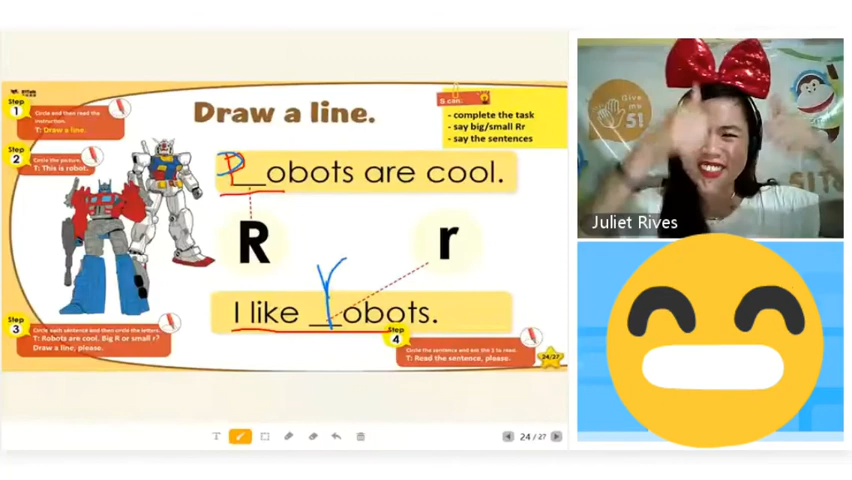 Step 1
Circle and then read the instruction.
T: Draw a line.
Step 2
Circle the picture.
T: This is robot.
Draw a line.
S can:
- complete the task
- say big/small Rr
- say the sentences
R__obots are cool.
R r
I like r__obots.
Step 3
Circle each sentence and then circle the letters.
T: Robots are cool. Big R or small r?
Draw a line, please.
Step 4
Circle the sentence and ask the S to read.
T: Read the sentence, please.
24/27
T
24 / 27
Give me 5!
Juliet Rives